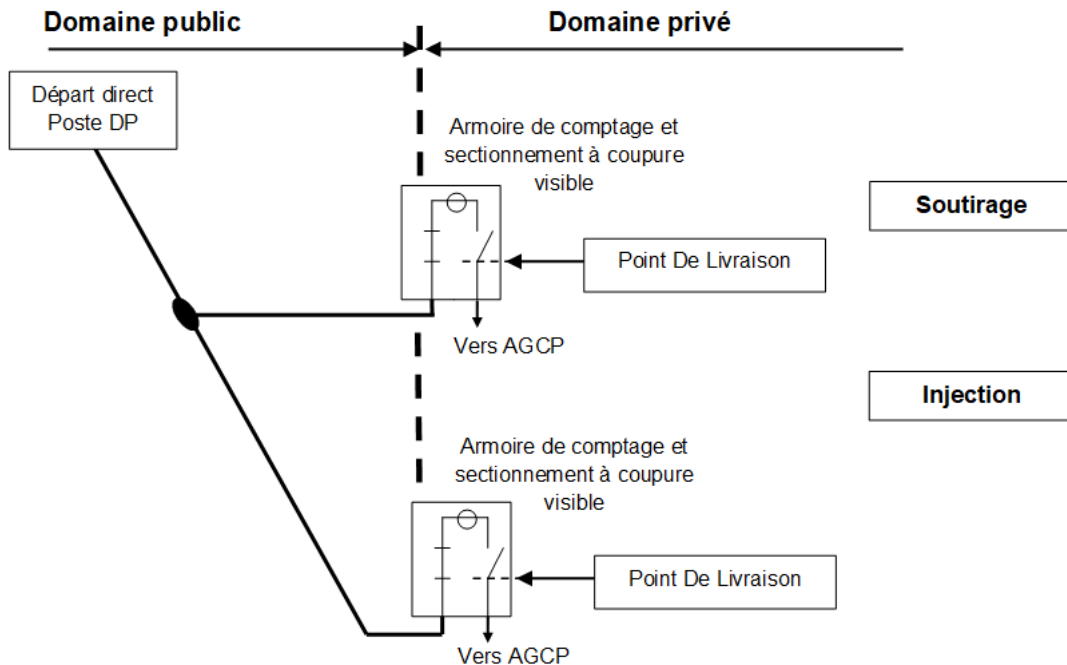 Domaine public
Domaine privé
Départ direct
Poste DP
Armoire de comptage et
sectionnement à coupure
visible
Soutirage
Point De Livraison
Vers AGCP
Injection
Armoire de comptage et
sectionnement à coupure
visible
Point De Livraison
Vers AGCP